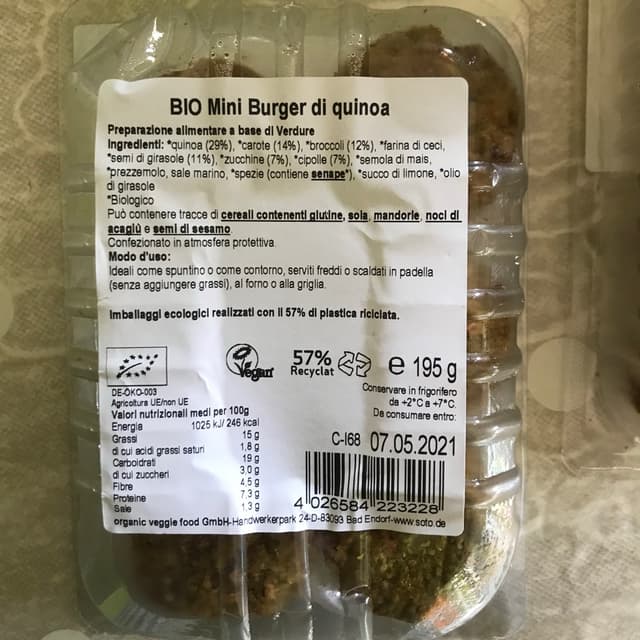 BIO Mini Burger di quinoa
Preparazione alimentare a base di Verdure
Ingredienti: *quinoa (29%), *carote (14%), *broccoli (12%), *farina di ceci,
*semi di girasole (11%), *zucchine (7%), *cipolle (7%), *semola di mais,
*prezzemolo, sale marino, *spezie (contiene senape*), *succo di limone, *olio
di girasole
*Biologico
Può contenere tracce di cereali contenenti glutine, soia, mandorle, noci di
acagiù e semi di sesamo.
Confezionato in atmosfera protettiva.
Modo d'uso:
Ideali come spuntino o come contorno, serviti freddi o scaldati in padella
(senza aggiungere grassi), al forno o alla griglia.
Imballaggi ecologici realizzati con il 57% di plastica riciclata.
Vegan
57%
Recyclat
e 195 g
DE-ÖKO-003
Agricoltura UE/non UE
Conservare in frigorifero
da +2°C a +7°C.
Da consumare entro:
C-I68 07.05.2021
Valori nutrizionali medi per 100g
Energia 1025 kJ/ 246 kcal
Grassi 15 g
di cui acidi grassi saturi 1,8 g
Carboidrati 19 g
di cui zuccheri 3,0 g
Fibre 4,5 g
Proteine 7,3 g
Sale 1,3 g
4 026584 223228
organic veggie food GmbH-Handwerkerpark 24-D-83093 Bad Endorf-www.soto.de